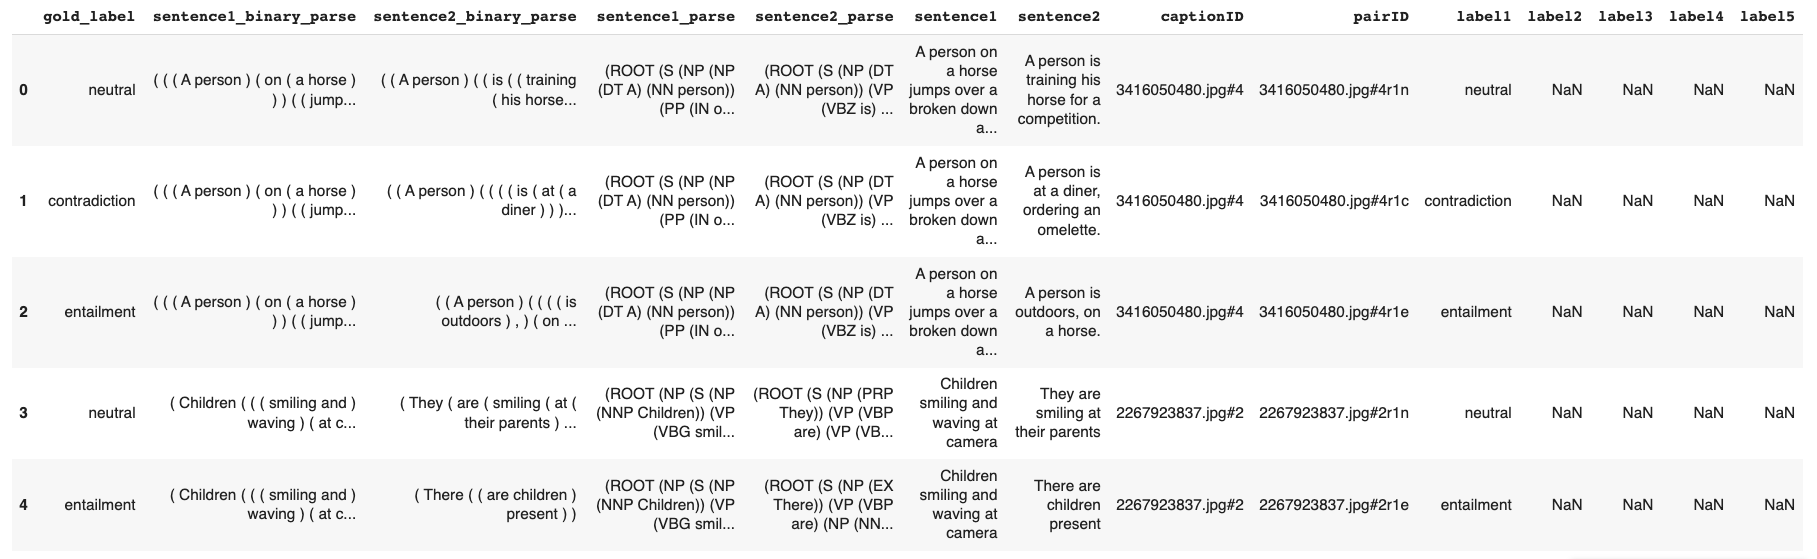 gold_label sentence1_binary_parse sentence2_binary_parse sentence1_parse sentence2_parse sentence1 sentence2 captionID pairID label1 label2 label3 label4 label5
0 neutral ( ( ( A person ) ( on ( a horse ) ) ) ( ( jump... ( ( A person ) ( ( is ( ( training ( his horse... (ROOT (S (NP (NP (DT A) (NN person)) (PP (IN o... (ROOT (S (NP (DT A) (NN person)) (VP (VBZ is) ... A person on a horse jumps over a broken down a... A person is training his horse for a competition. 3416050480.jpg#4 3416050480.jpg#4r1n neutral NaN NaN NaN NaN
1 contradiction ( ( ( A person ) ( on ( a horse ) ) ) ( ( jump... ( ( A person ) ( ( ( ( is ( at ( a diner ) ) )... (ROOT (S (NP (NP (DT A) (NN person)) (PP (IN o... (ROOT (S (NP (DT A) (NN person)) (VP (VBZ is) ... A person on a horse jumps over a broken down a... A person is at a diner, ordering an omelette. 3416050480.jpg#4 3416050480.jpg#4r1c contradiction NaN NaN NaN NaN
2 entailment ( ( ( A person ) ( on ( a horse ) ) ) ( ( jump... ( ( A person ) ( ( ( ( is outdoors ) , ) ( on ... (ROOT (S (NP (NP (DT A) (NN person)) (PP (IN o... (ROOT (S (NP (DT A) (NN person)) (VP (VBZ is) ... A person on a horse jumps over a broken down a... A person is outdoors, on a horse. 3416050480.jpg#4 3416050480.jpg#4r1e entailment NaN NaN NaN NaN
3 neutral ( Children ( ( ( smiling and ) waving ) ( at c... ( They ( are ( smiling ( at ( their parents ) ... (ROOT (NP (S (NP (NNP Children)) (VP (VBG smil... (ROOT (S (NP (PRP They)) (VP (VBP are) (VP (VB... Children smiling and waving at camera They are smiling at their parents 2267923837.jpg#2 2267923837.jpg#2r1n neutral NaN NaN NaN NaN
4 entailment ( Children ( ( ( smiling and ) waving ) ( at c... ( There ( ( are children ) present ) ) (ROOT (NP (S (NP (NNP Children)) (VP (VBG smil... (ROOT (S (NP (EX There)) (VP (VBP are) (NP (NN... Children smiling and waving at camera There are children present 2267923837.jpg#2 2267923837.jpg#2r1e entailment NaN NaN NaN NaN